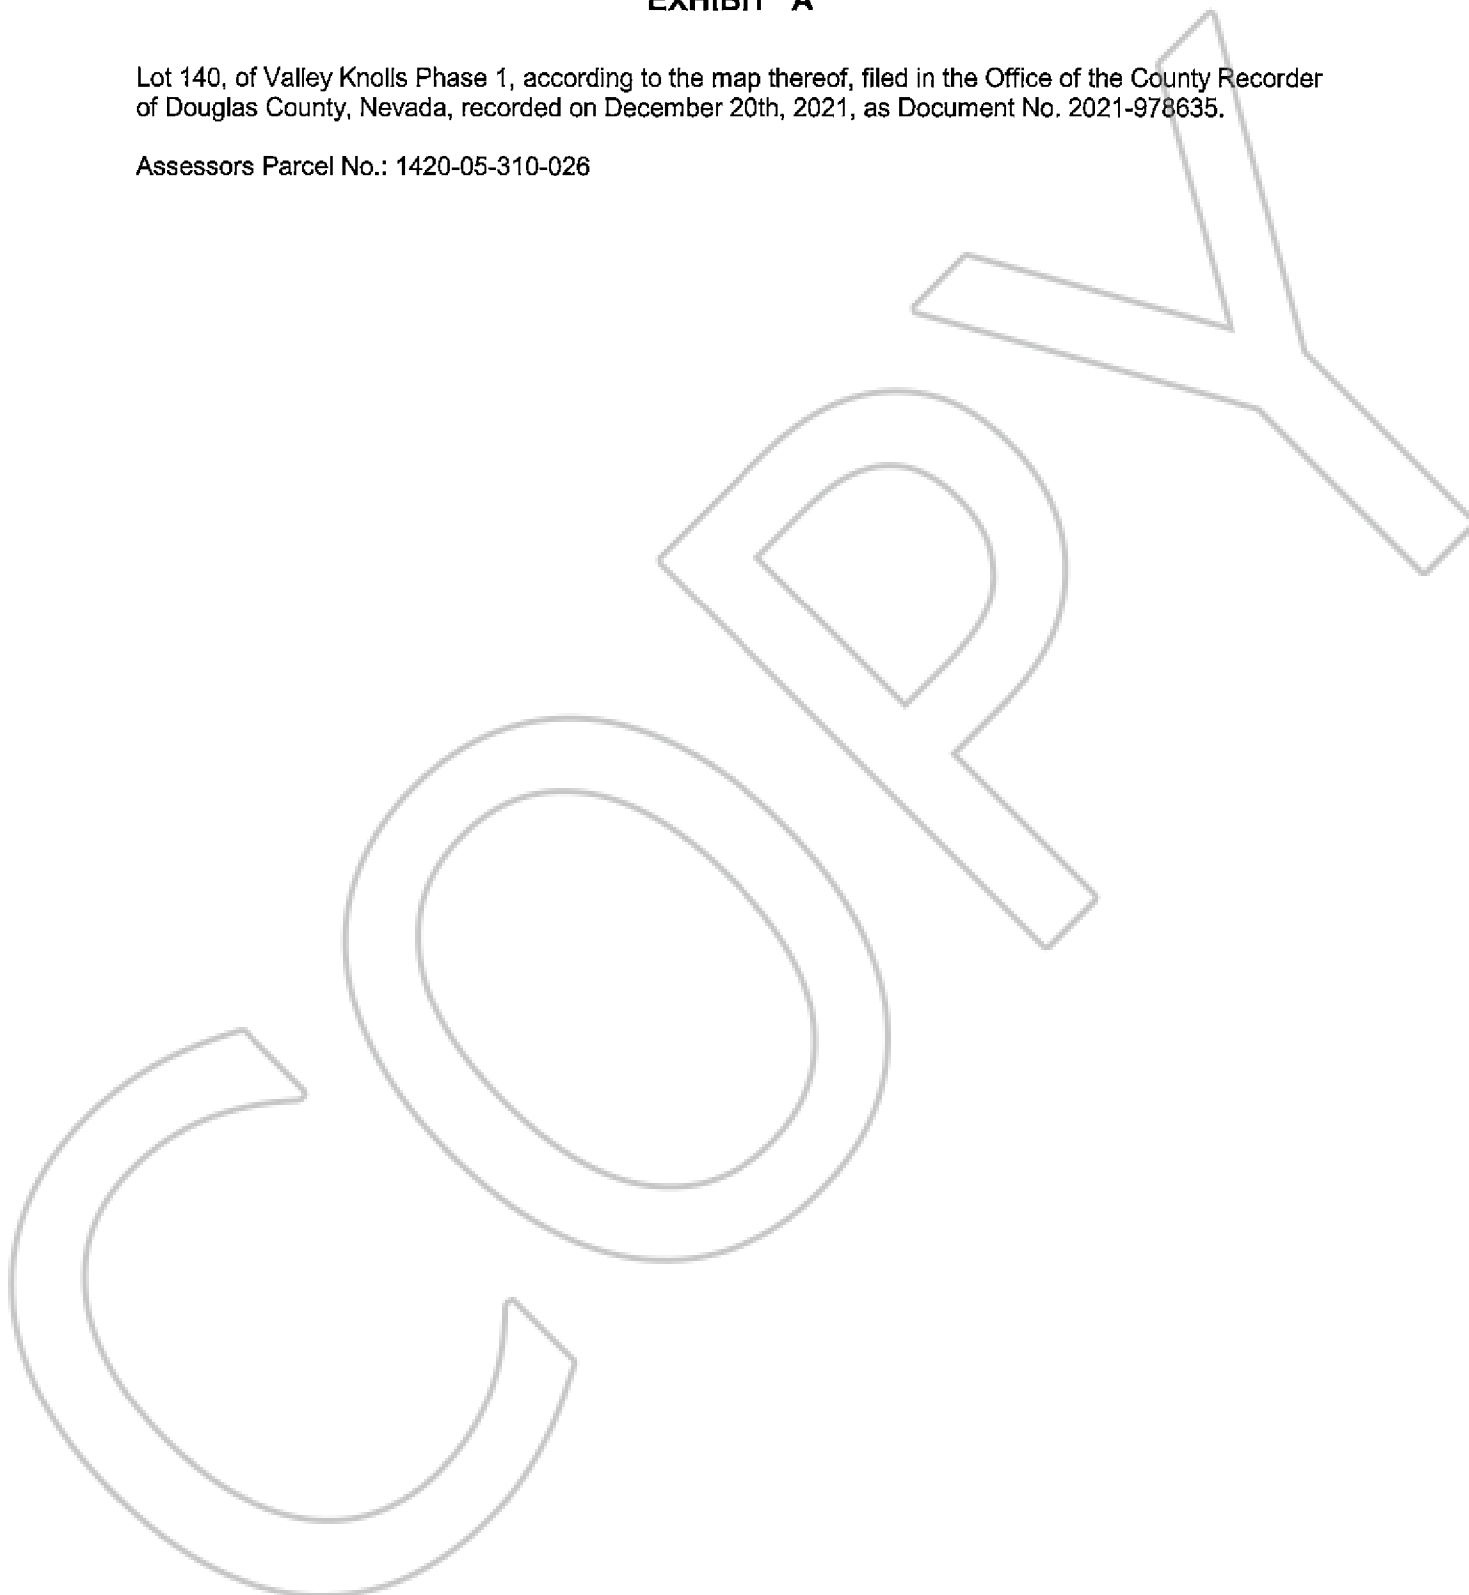 EXHIBIT "A"
Lot 140, of Valley Knolls Phase 1, according to the map thereof, filed in the Office of the County Recorder
of Douglas County, Nevada, recorded on December 20th, 2021, as Document No. 2021-978635.
Assessors Parcel No.: 1420-05-310-026
COPY